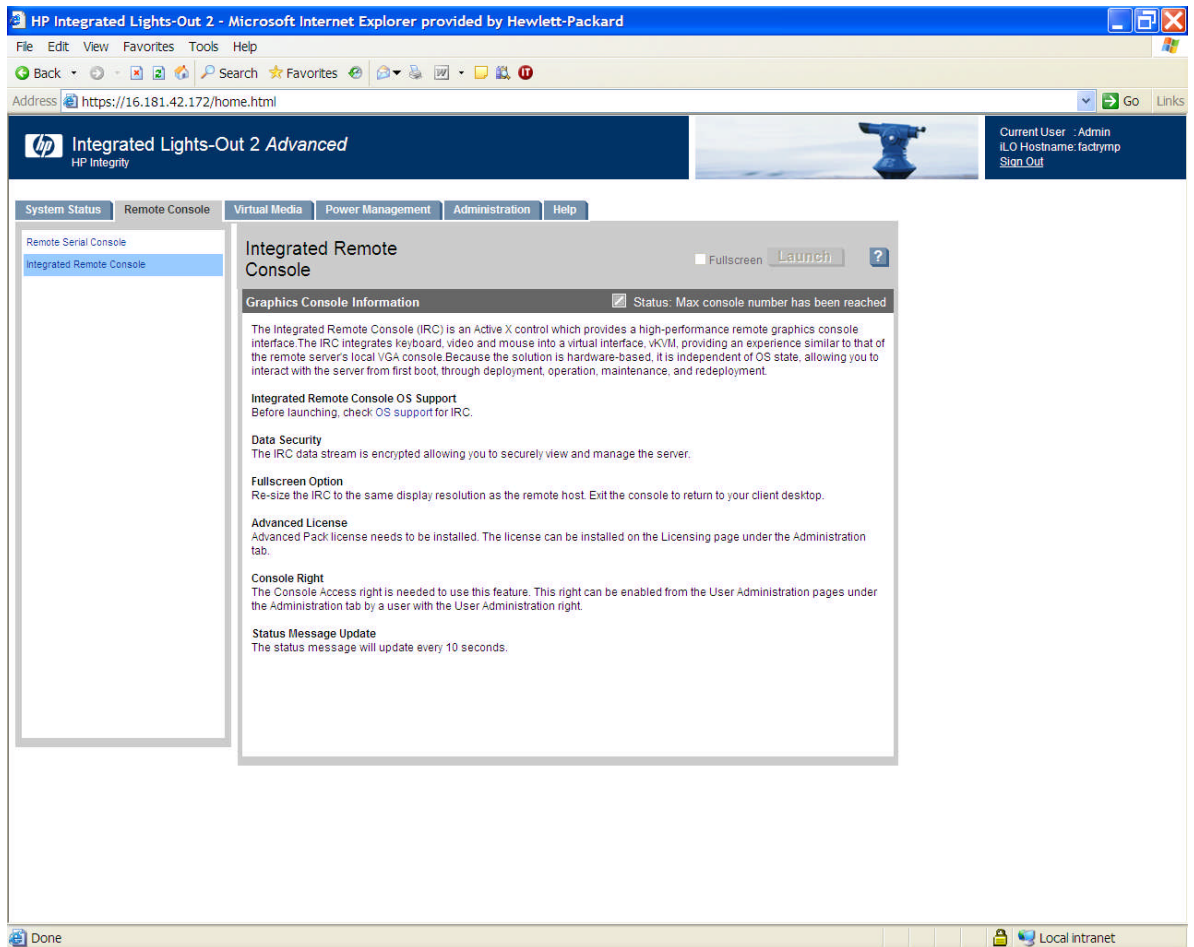 HP Integrated Lights-Out 2 - Microsoft Internet Explorer provided by Hewlett-Packard
File Edit View Favorites Tools Help
Back Search Favorites
Address https://16.181.42.172/home.html Go Links
hp Integrated Lights-Out 2 Advanced
HP Integrity
Current User : Admin
iLO Hostname: factrymp
Sign Out
System Status Remote Console Virtual Media Power Management Administration Help
Remote Serial Console
Integrated Remote Console
Integrated Remote
Console
Fullscreen Launch ?
Graphics Console Information Status: Max console number has been reached
The Integrated Remote Console (IRC) is an Active X control which provides a high-performance remote graphics console
interface.The IRC integrates keyboard, video and mouse into a virtual interface, vKVM, providing an experience similar to that of
the remote server's local VGA console.Because the solution is hardware-based, it is independent of OS state, allowing you to
interact with the server from first boot, through deployment, operation, maintenance, and redeployment.
Integrated Remote Console OS Support
Before launching, check OS support for IRC.
Data Security
The IRC data stream is encrypted allowing you to securely view and manage the server.
Fullscreen Option
Re-size the IRC to the same display resolution as the remote host. Exit the console to return to your client desktop.
Advanced License
Advanced Pack license needs to be installed. The license can be installed on the Licensing page under the Administration
tab.
Console Right
The Console Access right is needed to use this feature. This right can be enabled from the User Administration pages under
the Administration tab by a user with the User Administration right.
Status Message Update
The status message will update every 10 seconds.
Done Local intranet